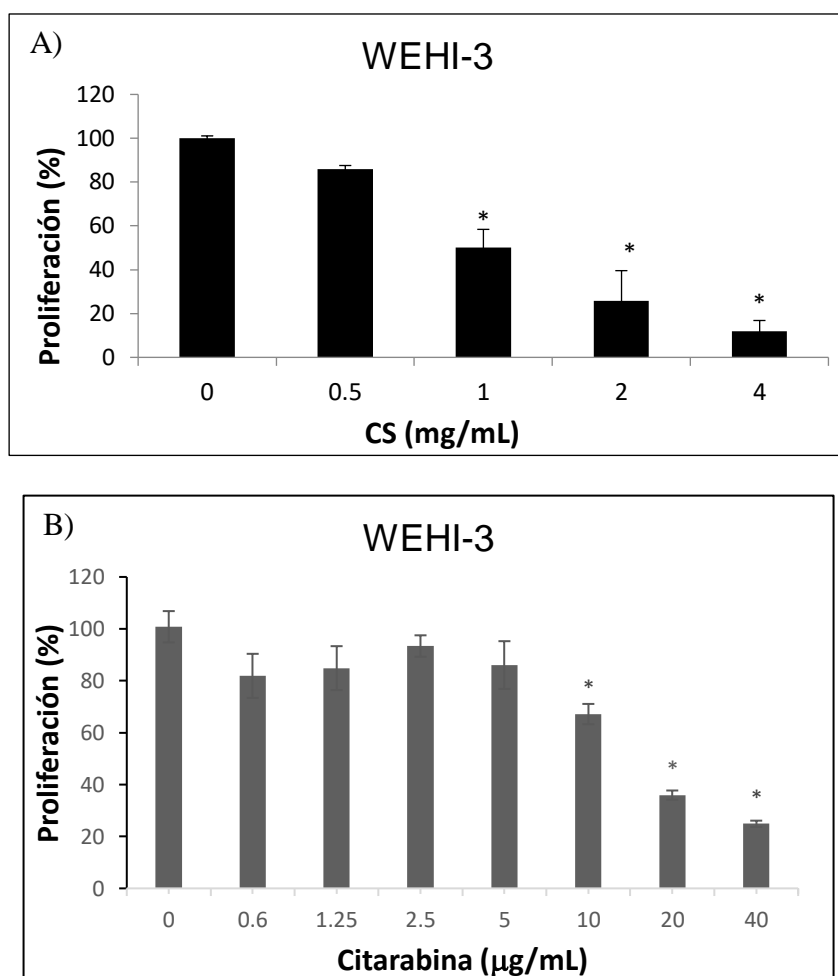 A)
WEHI-3
Proliferación (%)
120
100
80
60
40
20
0
*
*
*
0 0.5 1 2 4
CS (mg/mL)
B)
WEHI-3
Proliferación (%)
120
100
80
60
40
20
0
*
*
*
0 0.6 1.25 2.5 5 10 20 40
Citarabina (µg/mL)